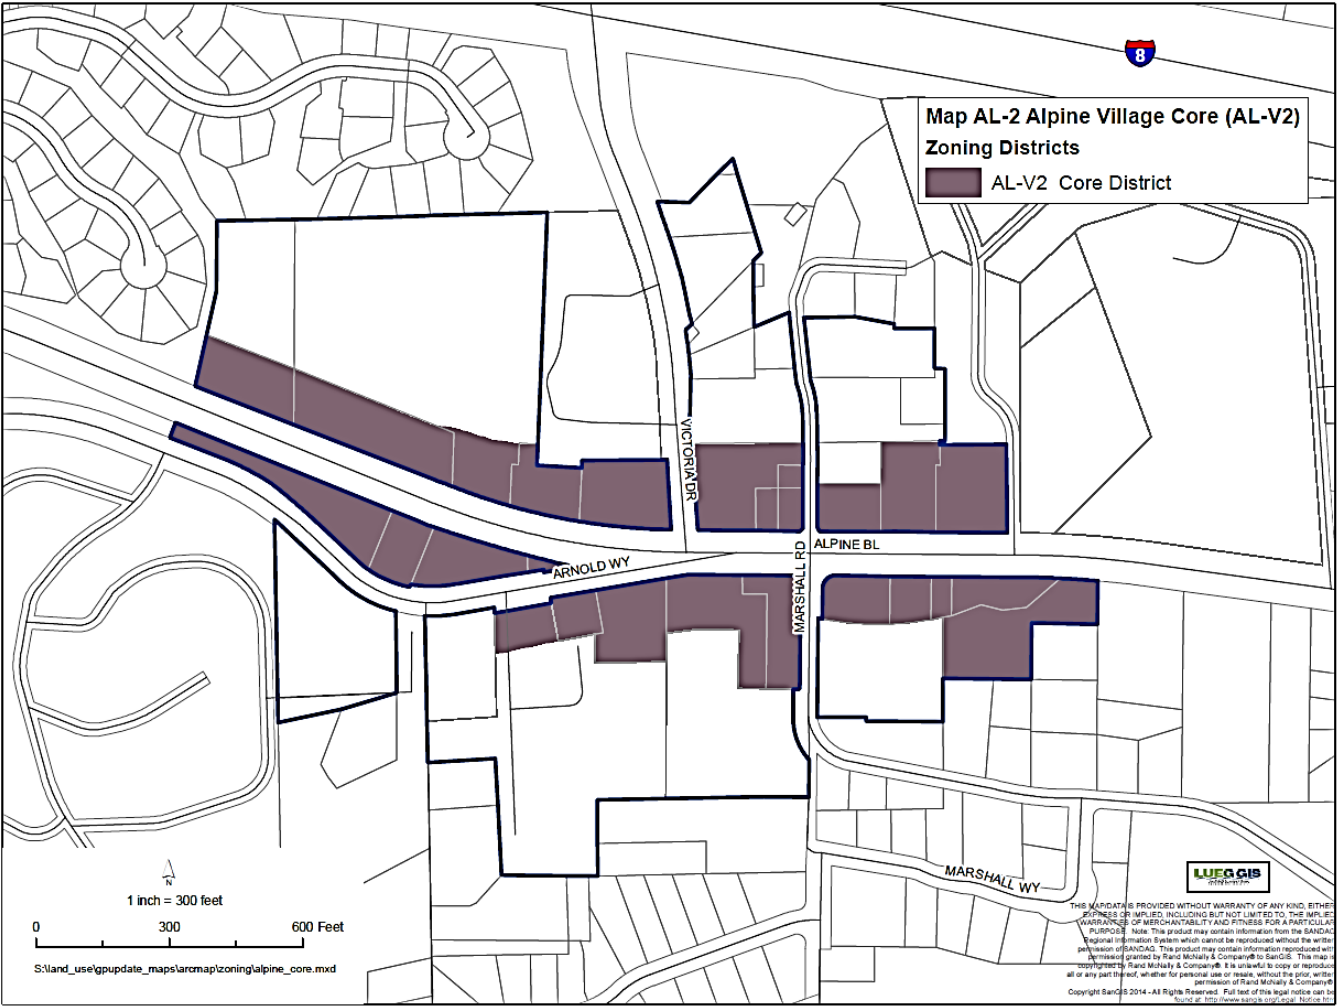 8
Map AL-2 Alpine Village Core (AL-V2)
Zoning Districts
AL-V2 Core District
VICTORIA DR
ALPINE BL
MARSHALL RD
ARNOLD WY
MARSHALL WY
N
1 inch = 300 feet
0 300 600 Feet
S:\land_use\gpupdate_maps\arcmap\zoning\alpine_core.mxd
LUEG GIS
THIS MAP/DATA IS PROVIDED WITHOUT WARRANTY OF ANY KIND, EITHER
EXPRESS OR IMPLIED, INCLUDING BUT NOT LIMITED TO, THE IMPLIED
WARRANTIES OF MERCHANTABILITY AND FITNESS FOR A PARTICULAR
PURPOSE. Note: This product may contain information from the SANDAG
Regional Information System which cannot be reproduced without the written
permission of SANDAG. This product may contain information reproduced with
permission granted by Rand McNally & Company® to SanGIS. This map is
copyrighted by Rand McNally & Company®. It is unlawful to copy or reproduce
all or any part thereof, whether for personal use or resale, without the prior, written
permission of Rand McNally & Company®.
Copyright SanGIS 2014 - All Rights Reserved. Full text of this legal notice can be
found at: http://www.sangis.org/Legal_Notice.htm